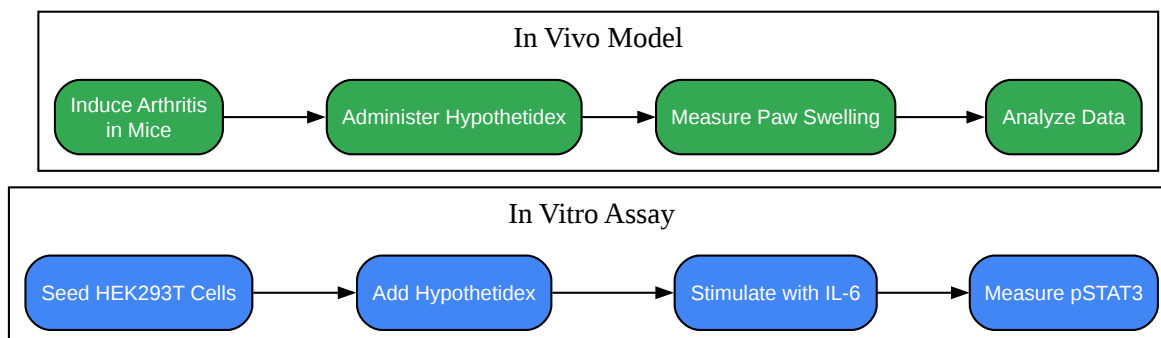 In Vivo Model
Induce Arthritis
in Mice
Administer Hypothetidex
Measure Paw Swelling
Analyze Data
In Vitro Assay
Seed HEK293T Cells
Add Hypothetidex
Stimulate with IL-6
Measure pSTAT3